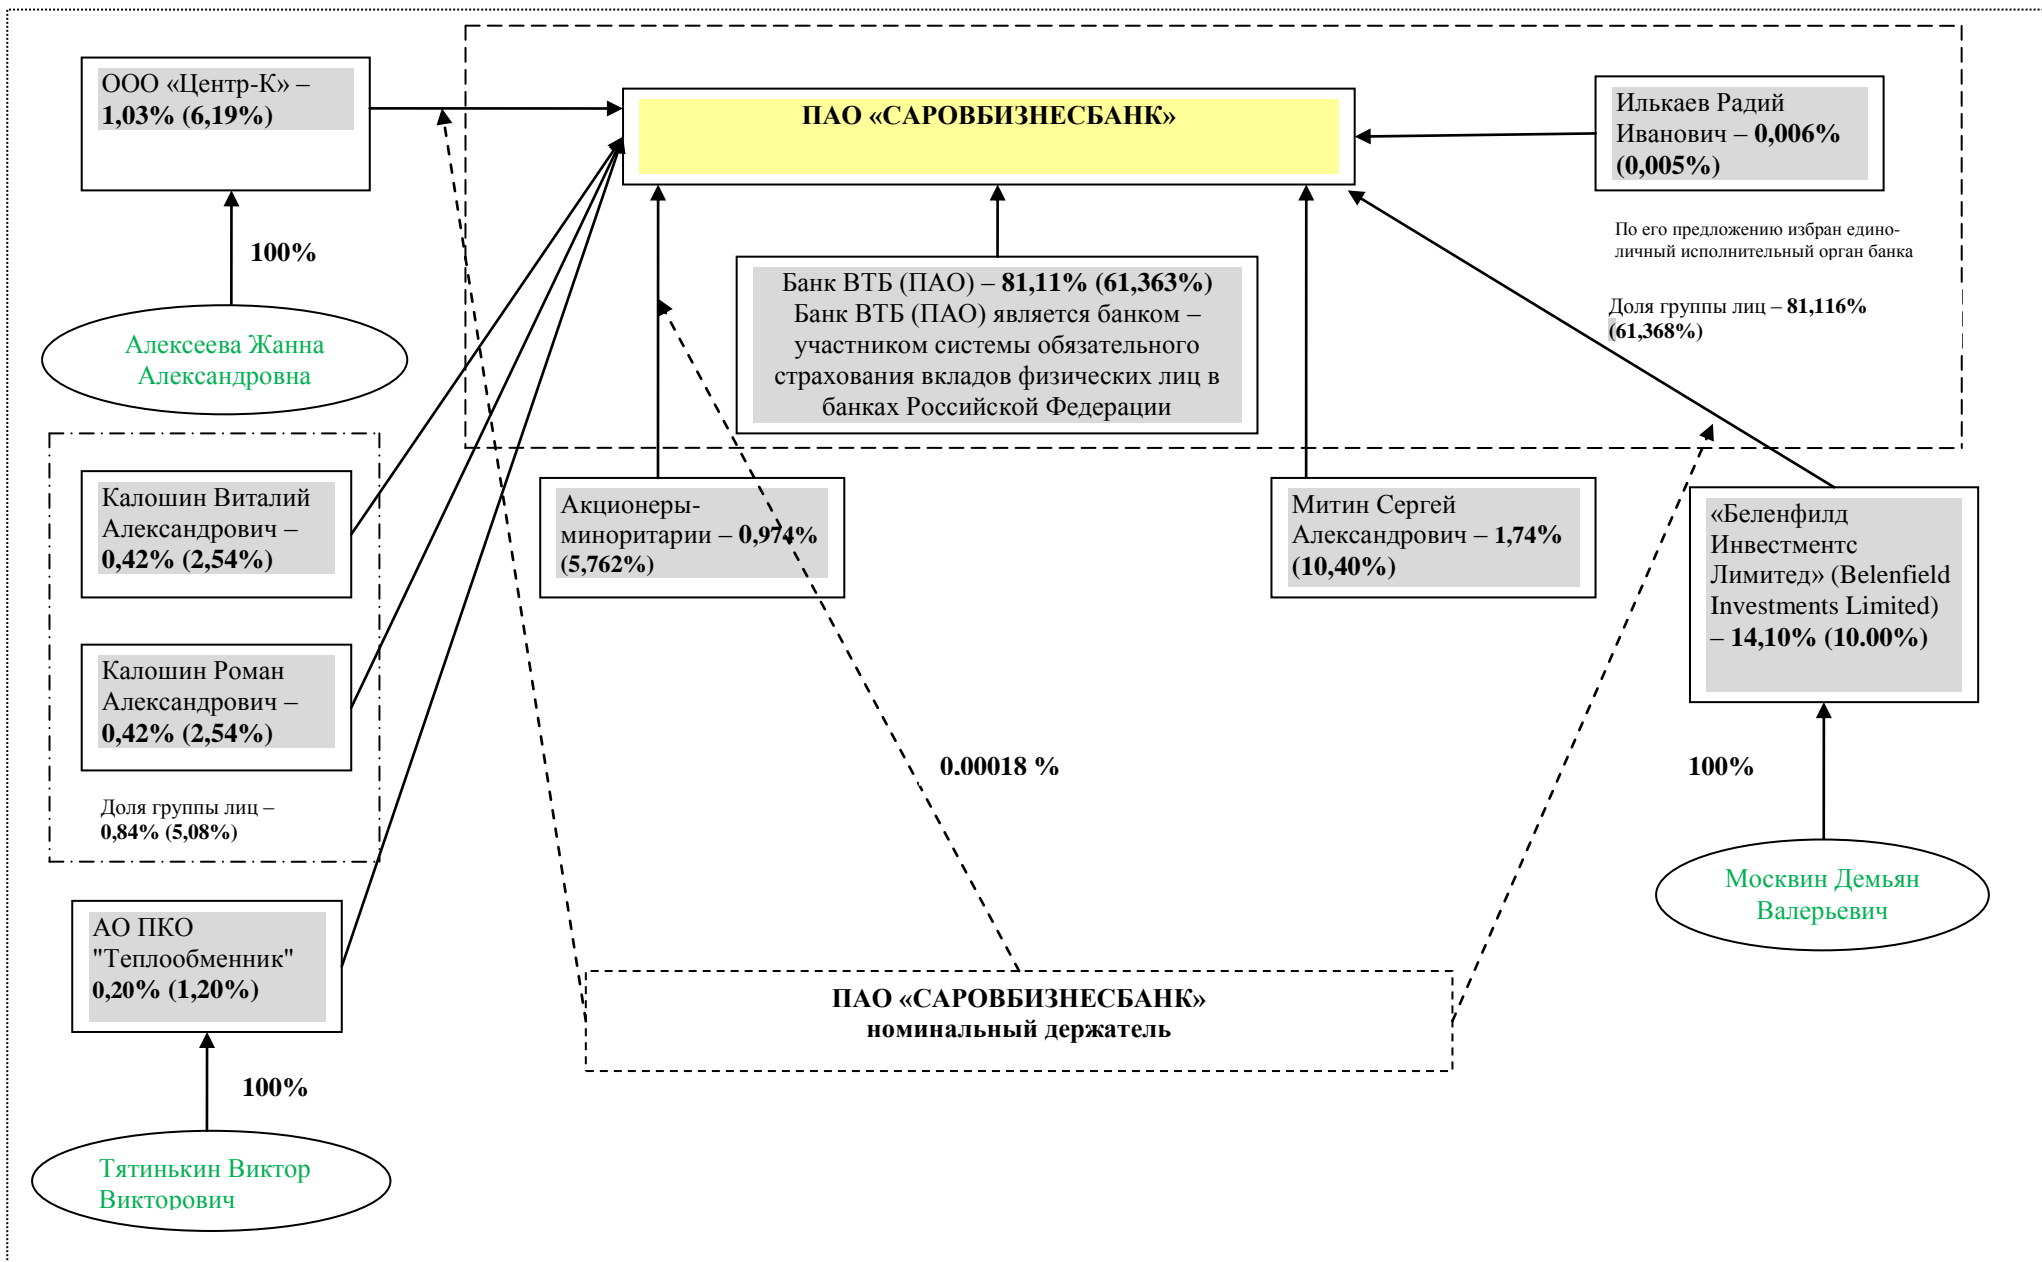 ООО «Центр-К» –
1,03% (6,19%)
ПАО «САРОВБИЗНЕСБАНК»
Илькаев Радий
Иванович – 0,006%
(0,005%)
По его предложению избран едино-
личный исполнительный орган банка
Доля группы лиц – 81,116%
(61,368%)
100%
Алексеева Жанна
Александровна
Банк ВТБ (ПАО) – 81,11% (61,363%)
Банк ВТБ (ПАО) является банком –
участником системы обязательного
страхования вкладов физических лиц в
банках Российской Федерации
Калошин Виталий
Александрович –
0,42% (2,54%)
Акционеры-
миноритарии – 0,974%
(5,762%)
Митин Сергей
Александрович – 1,74%
(10,40%)
«Беленфилд
Инвестментс
Лимитед» (Belenfield
Investments Limited)
– 14,10% (10.00%)
Калошин Роман
Александрович –
0,42% (2,54%)
Доля группы лиц –
0,84% (5,08%)
0.00018 %
100%
Москвин Демьян
Валерьевич
АО ПКО
"Теплообменник"
0,20% (1,20%)
ПАО «САРОВБИЗНЕСБАНК»
номинальный держатель
100%
Тятинькин Виктор
Викторович